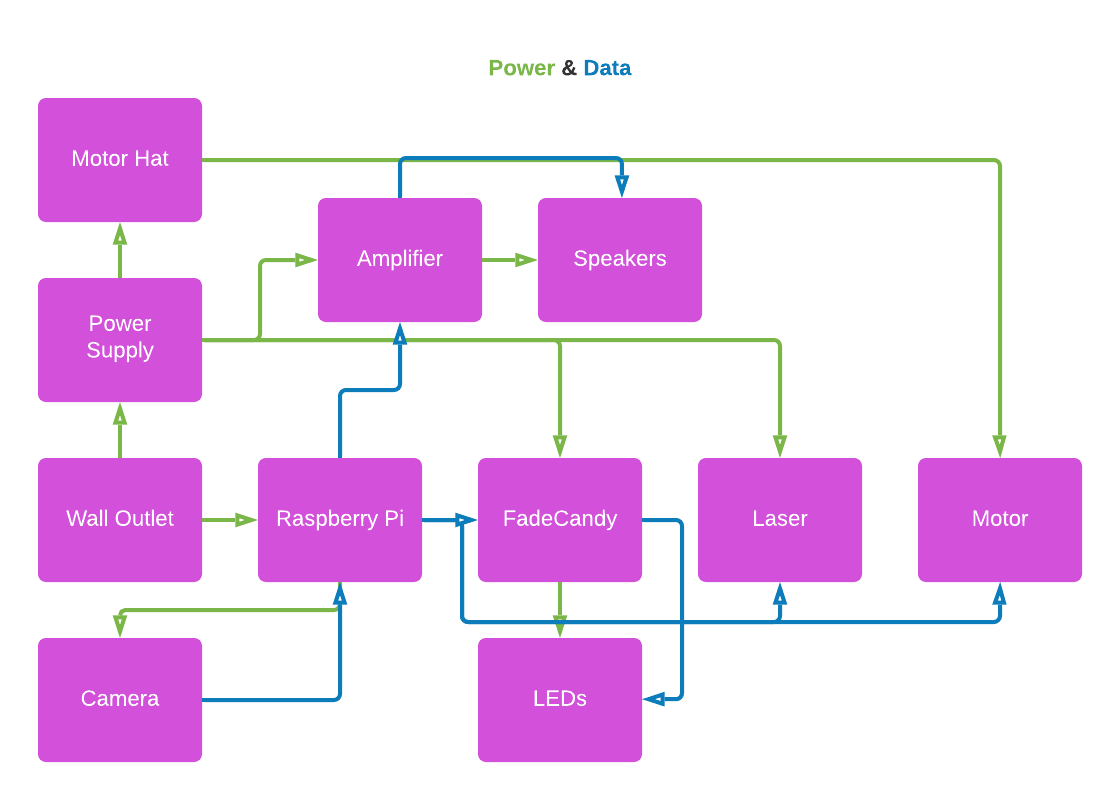 Power & Data
Motor Hat
Amplifier
Speakers
Power
Supply
Wall Outlet
Raspberry Pi
FadeCandy
Laser
Motor
Camera
LEDs